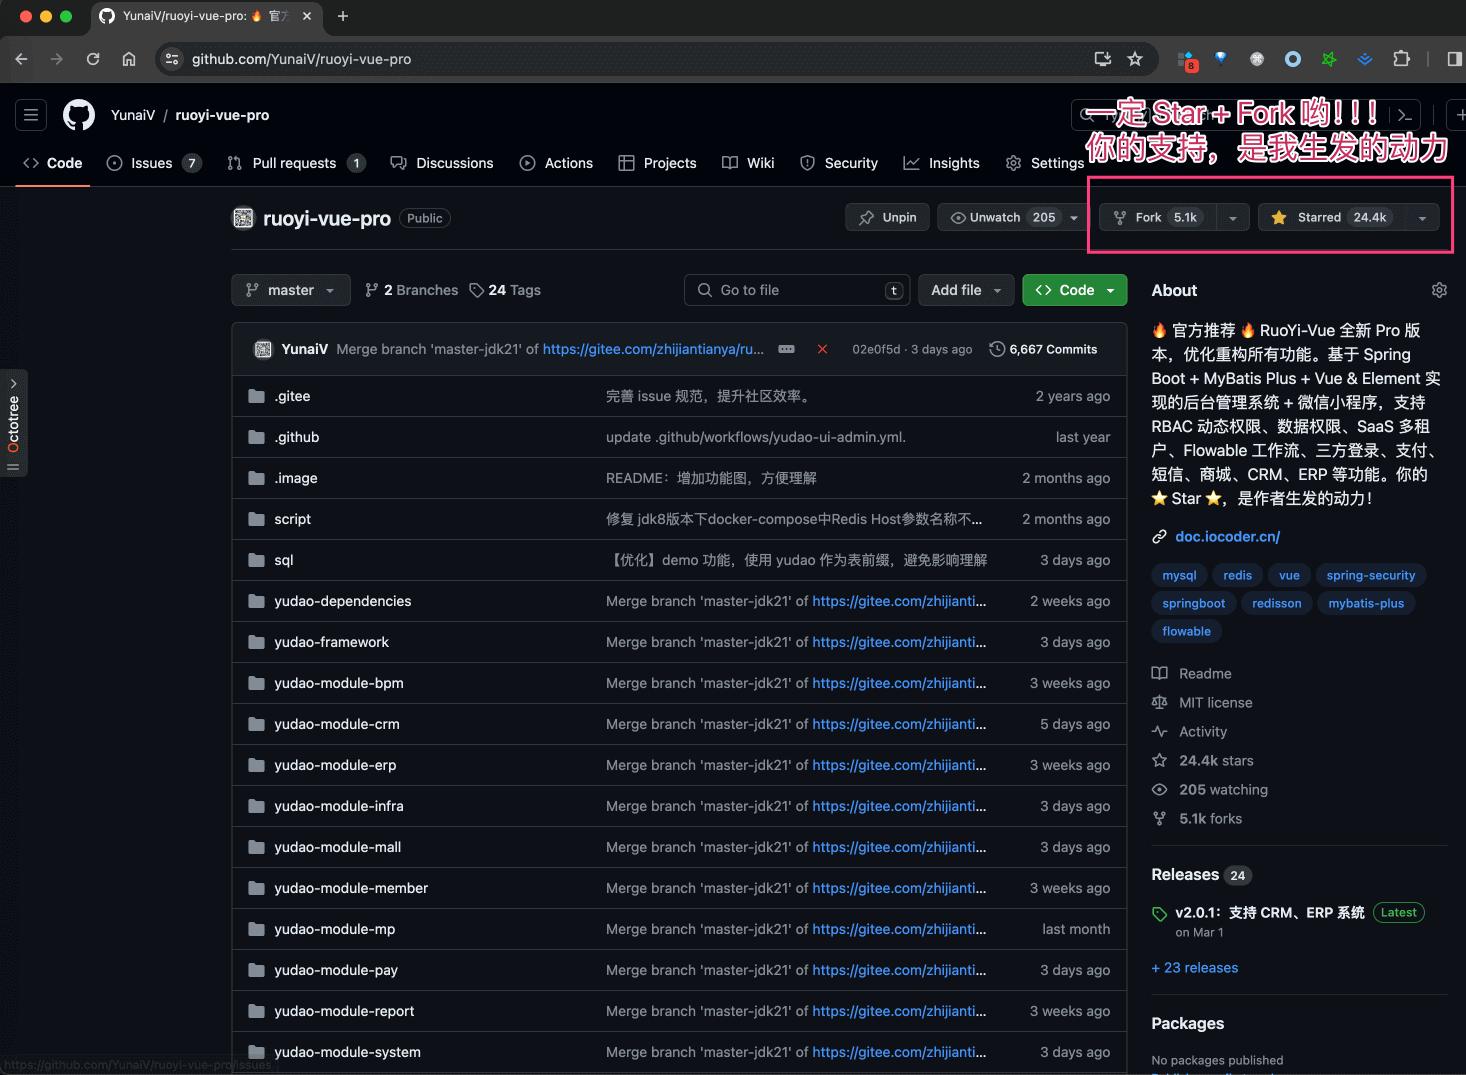 YunaiV/ruoyi-vue-pro: 🔥 官方
github.com/YunaiV/ruoyi-vue-pro
8
YunaiV / ruoyi-vue-pro
一定 Star + Fork 哟！！！
你的支持，是我生发的动力
Code Issues 7 Pull requests 1 Discussions Actions Projects Wiki Security Insights Settings
ruoyi-vue-pro Public Unpin Unwatch 205 Fork 5.1k Starred 24.4k
master 2 Branches 24 Tags Go to file t Add file Code
YunaiV Merge branch 'master-jdk21' of https://gitee.com/zhijiantianya/ru... 02e0f5d · 3 days ago 6,667 Commits
.gitee 完善 issue 规范，提升社区效率。 2 years ago
.github update .github/workflows/yudao-ui-admin.yml. last year
.image README：增加功能图，方便理解 2 months ago
script 修复 jdk8版本下docker-compose中Redis Host参数名称不... 2 months ago
sql 【优化】demo 功能，使用 yudao 作为表前缀，避免影响理解 3 days ago
yudao-dependencies Merge branch 'master-jdk21' of https://gitee.com/zhijianti... 2 weeks ago
yudao-framework Merge branch 'master-jdk21' of https://gitee.com/zhijianti... 3 days ago
yudao-module-bpm Merge branch 'master-jdk21' of https://gitee.com/zhijianti... 3 weeks ago
yudao-module-crm Merge branch 'master-jdk21' of https://gitee.com/zhijianti... 5 days ago
yudao-module-erp Merge branch 'master-jdk21' of https://gitee.com/zhijianti... 3 weeks ago
yudao-module-infra Merge branch 'master-jdk21' of https://gitee.com/zhijianti... 3 days ago
yudao-module-mall Merge branch 'master-jdk21' of https://gitee.com/zhijianti... 3 days ago
yudao-module-member Merge branch 'master-jdk21' of https://gitee.com/zhijianti... 3 weeks ago
yudao-module-mp Merge branch 'master-jdk21' of https://gitee.com/zhijianti... last month
yudao-module-pay Merge branch 'master-jdk21' of https://gitee.com/zhijianti... 3 days ago
yudao-module-report Merge branch 'master-jdk21' of https://gitee.com/zhijianti... 3 weeks ago
yudao-module-system Merge branch 'master-jdk21' of https://gitee.com/zhijianti... 3 days ago
Octotree
https://github.com/YunaiV/ruoyi-vue-pro/issues
About
🔥 官方推荐 🔥 RuoYi-Vue 全新 Pro 版
本，优化重构所有功能。基于 Spring
Boot + MyBatis Plus + Vue & Element 实
现的后台管理系统 + 微信小程序，支持
RBAC 动态权限、数据权限、SaaS 多租
户、Flowable 工作流、三方登录、支付、
短信、商城、CRM、ERP 等功能。你的
⭐ Star ⭐，是作者生发的动力！
doc.iocoder.cn/
mysql redis vue spring-security
springboot redisson mybatis-plus
flowable
Readme
MIT license
Activity
24.4k stars
205 watching
5.1k forks
Releases 24
v2.0.1：支持 CRM、ERP 系统 Latest
on Mar 1
+ 23 releases
Packages
No packages published